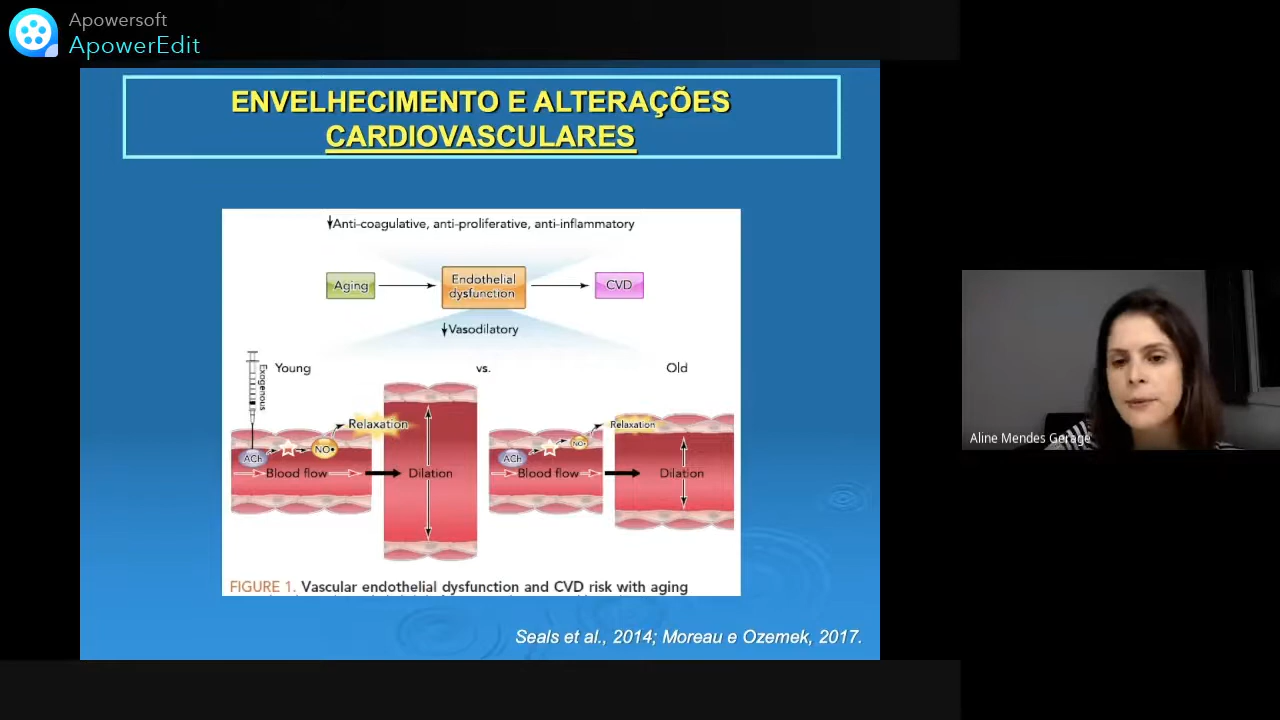 Apowersoft
ApowerEdit
ENVELHECIMENTO E ALTERAÇÕES
CARDIOVASCULARES
↓Anti-coagulative, anti-proliferative, anti-inflammatory
Aging
Endothelial
dysfunction
CVD
↓Vasodilatory
Young
vs.
Old
Exogenous
Relaxation
ACh
NO•
Blood flow
Dilation
Relaxation
ACh
NO•
Blood flow
Dilation
FIGURE 1. Vascular endothelial dysfunction and CVD risk with aging
Seals et al., 2014; Moreau e Ozemek, 2017.
Aline Mendes Gerage